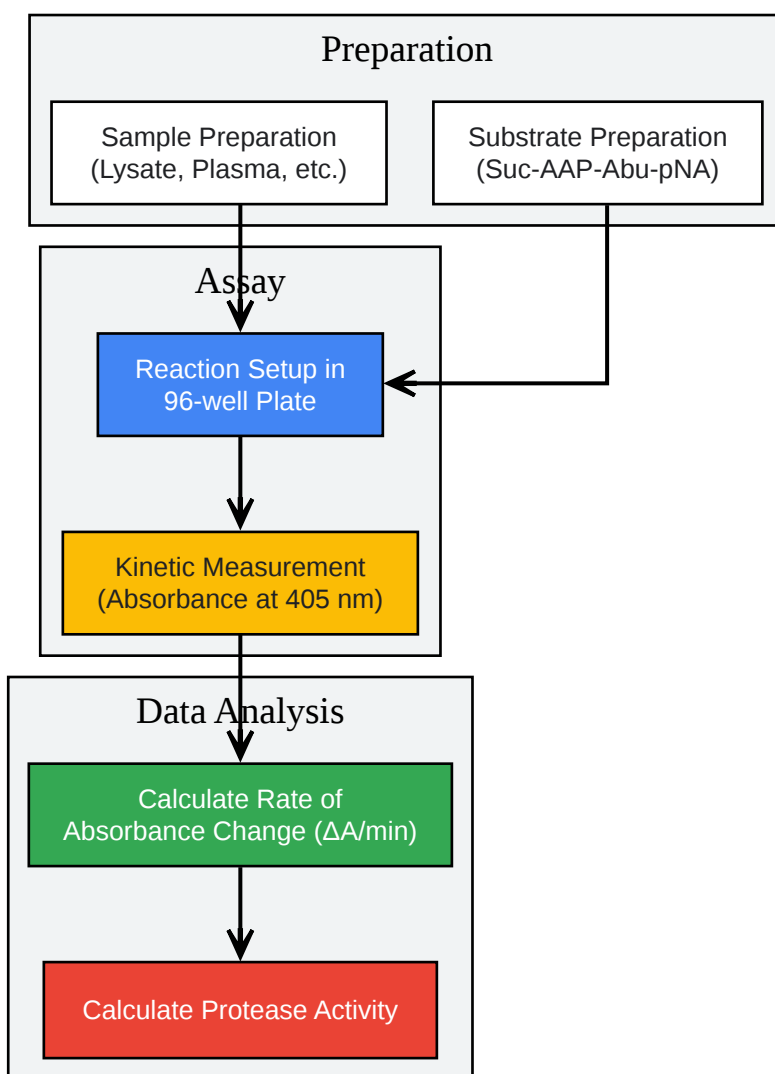 Preparation
Sample Preparation
(Lysate, Plasma, etc.)
Substrate Preparation
(Suc-AAP-Abu-pNA)
Assay
Reaction Setup in
96-well Plate
Kinetic Measurement
(Absorbance at 405 nm)
Data Analysis
Calculate Rate of
Absorbance Change (ΔA/min)
Calculate Protease Activity